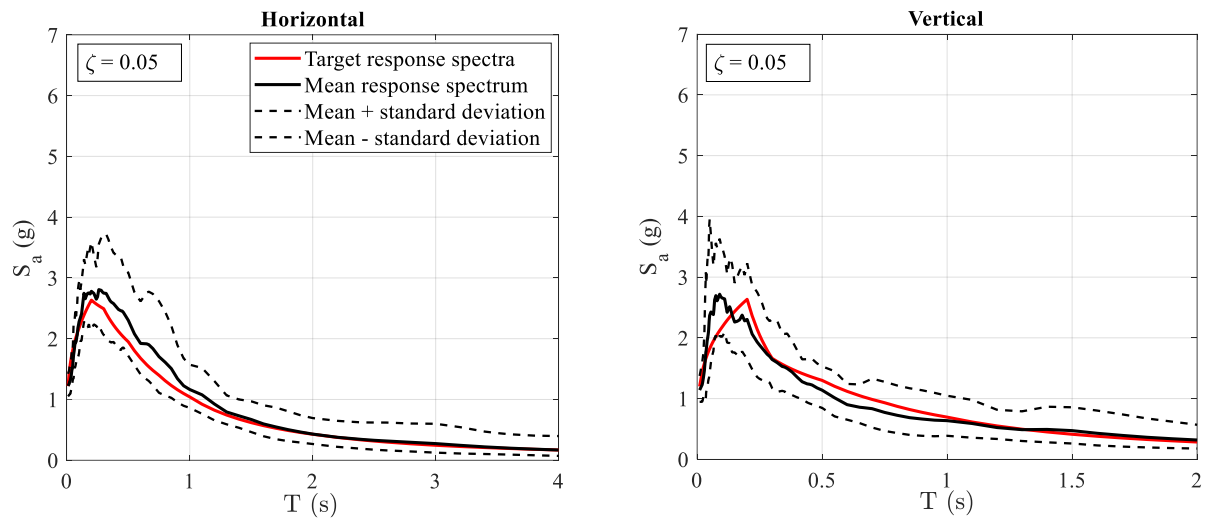 Horizontal
7
6
5
4
3
2
1
0
S_a (g)
ζ = 0.05
Target response spectra
Mean response spectrum
Mean + standard deviation
Mean - standard deviation
0 1 2 3 4
T (s)
Vertical
7
6
5
4
3
2
1
0
S_a (g)
ζ = 0.05
0 0.5 1 1.5 2
T (s)